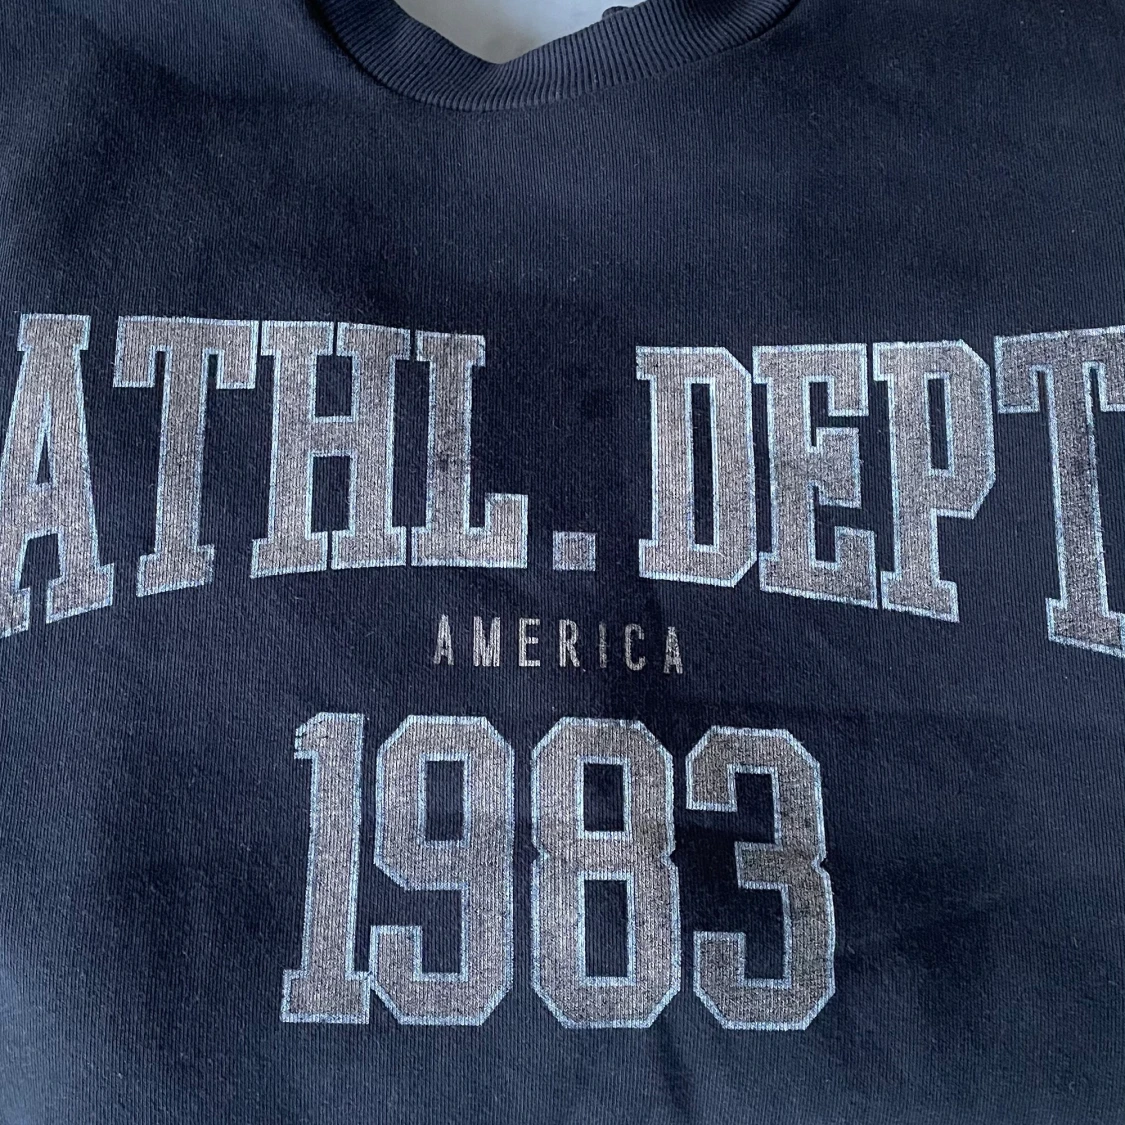 ATHL. DEPT
AMERICA
1983